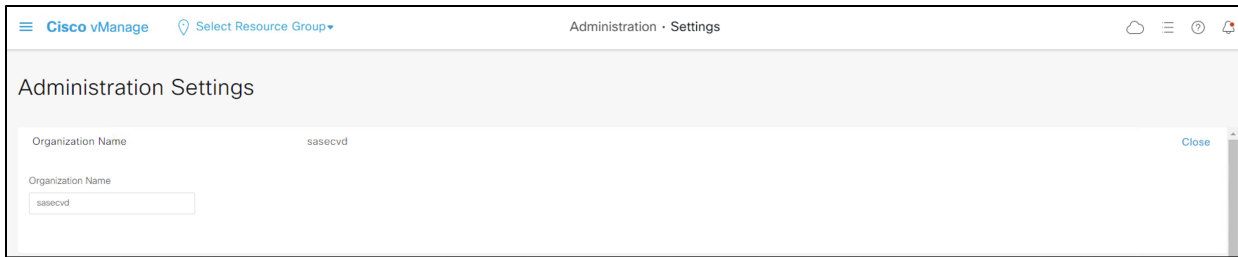 Cisco vManage Select Resource Group Administration · Settings
Administration Settings
Organization Name sasecvd Close
Organization Name
sasecvd